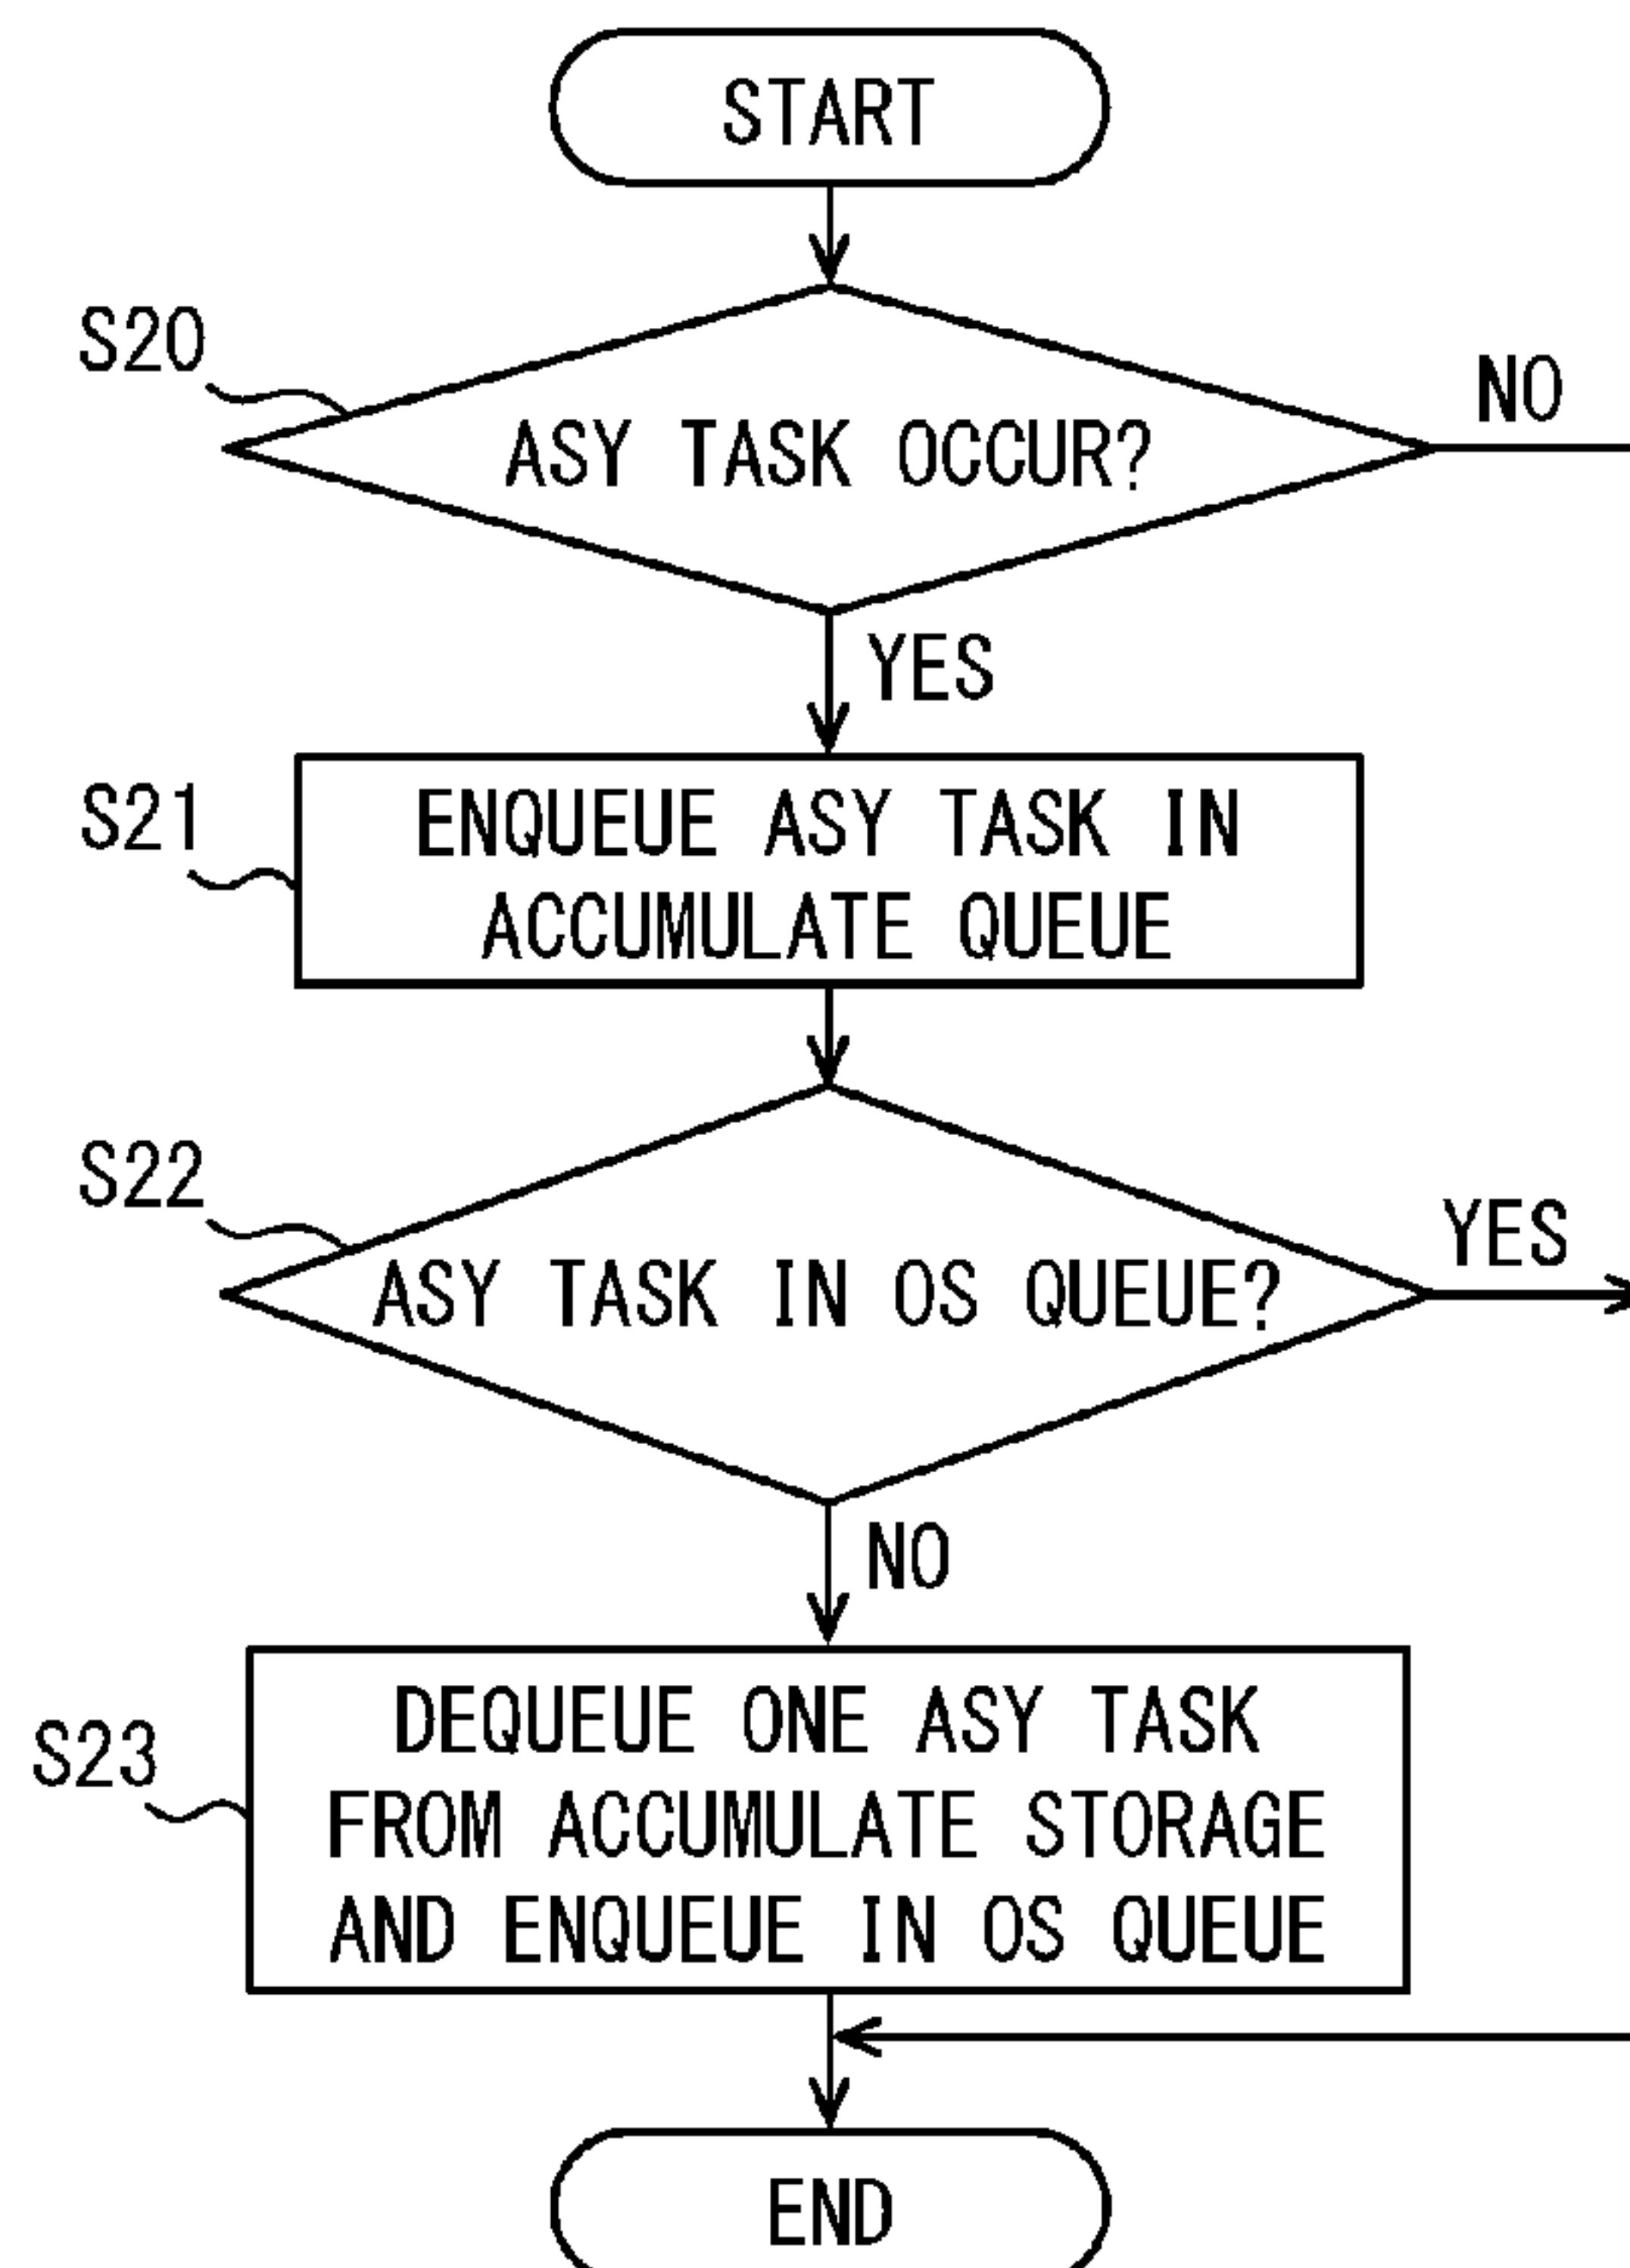 START
S20
ASY TASK OCCUR?
NO
YES
S21
ENQUEUE ASY TASK IN
ACCUMULATE QUEUE
S22
ASY TASK IN OS QUEUE?
YES
NO
S23
DEQUEUE ONE ASY TASK
FROM ACCUMULATE STORAGE
AND ENQUEUE IN OS QUEUE
END